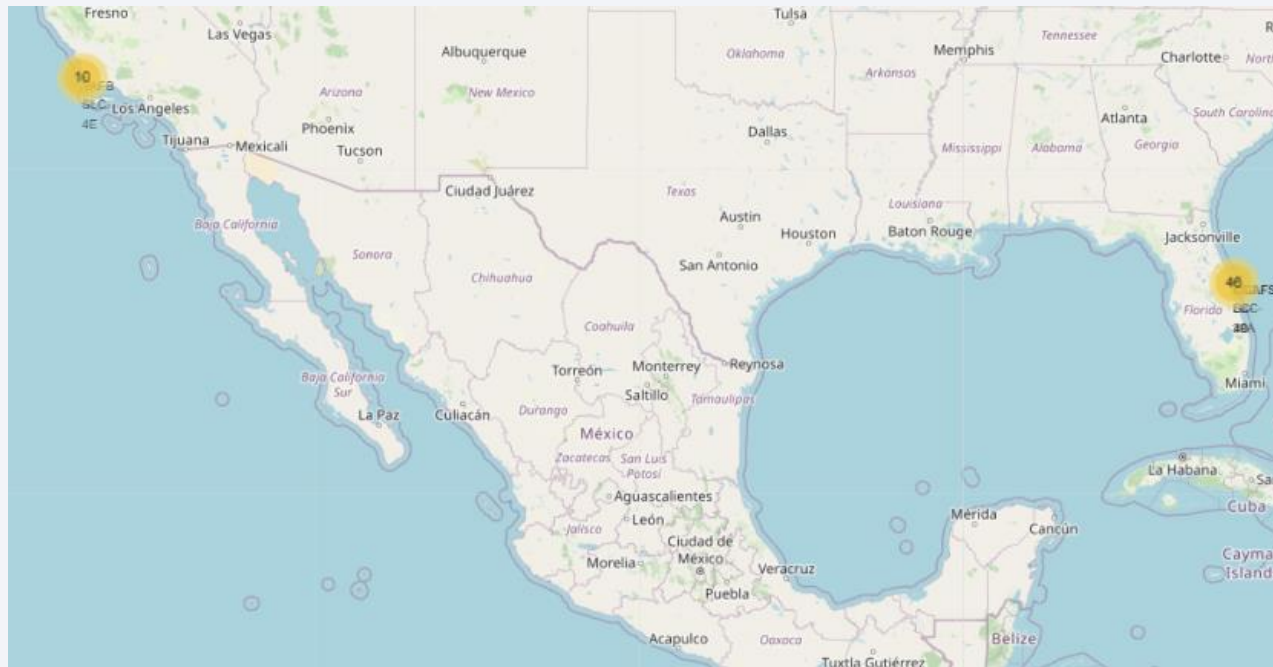 Fresno
Las Vegas
Albuquerque
Tulsa
Oklahoma
Memphis
Tennessee
Charlotte
10
Los Angeles
4E
Arizona
New Mexico
Arkansas
South Carolina
Phoenix
Dallas
Atlanta
Tijuana
Mexicali
Tucson
Mississippi
Alabama
Georgia
Ciudad Juárez
Texas
Louisiana
Baja California
Austin
Houston
Baton Rouge
Jacksonville
Sonora
Chihuahua
San Antonio
46
Florida
Coahuila
Torreón
Monterrey
Reynosa
Miami
Baja California
Sur
Saltillo
Tamaulipas
La Paz
Culiacán
Durango
México
Zacatecas
San Luis
Potosí
La Habana
Aguascalientes
Cuba
León
Mérida
Cancún
Jalisco
Ciudad de
México
Morelia
Veracruz
Puebla
Cayma
Island
Acapulco
Oaxaca
Belize
Tuxtla Gutiérrez